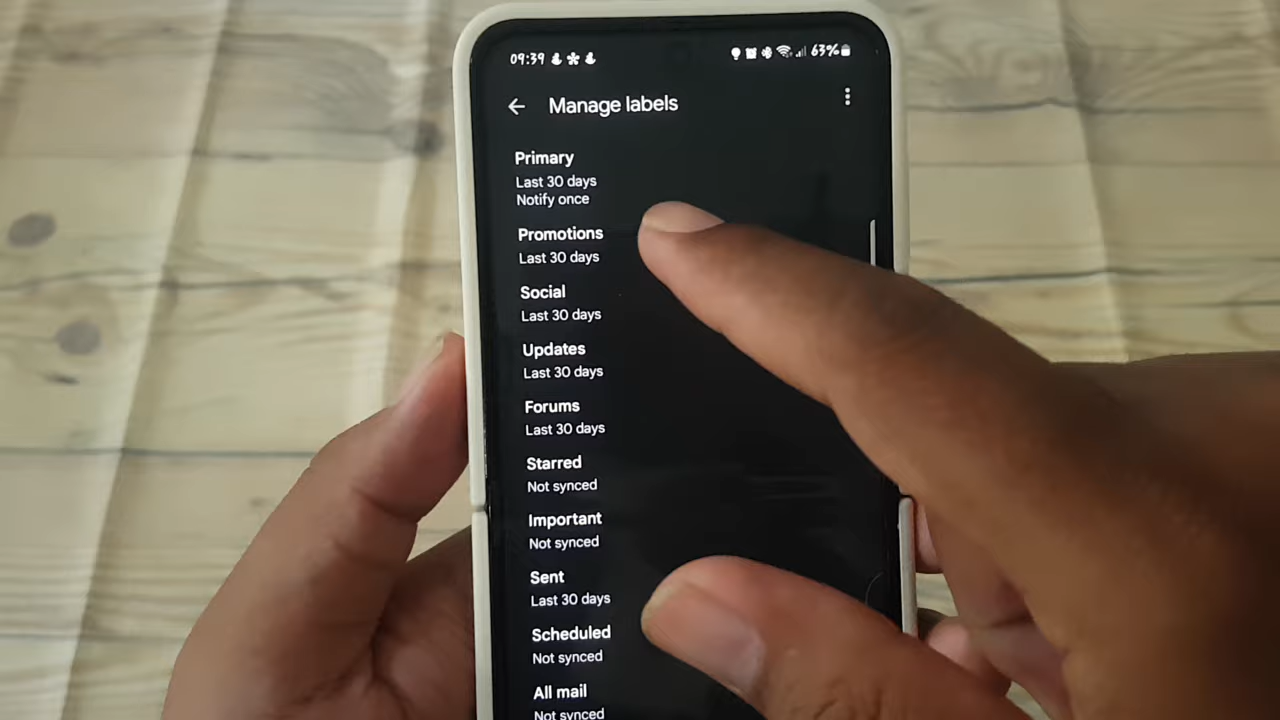 09:39 63%
Manage labels
Primary
Last 30 days
Notify once
Promotions
Last 30 days
Social
Last 30 days
Updates
Last 30 days
Forums
Last 30 days
Starred
Not synced
Important
Not synced
Sent
Last 30 days
Scheduled
Not synced
All mail
Not synced